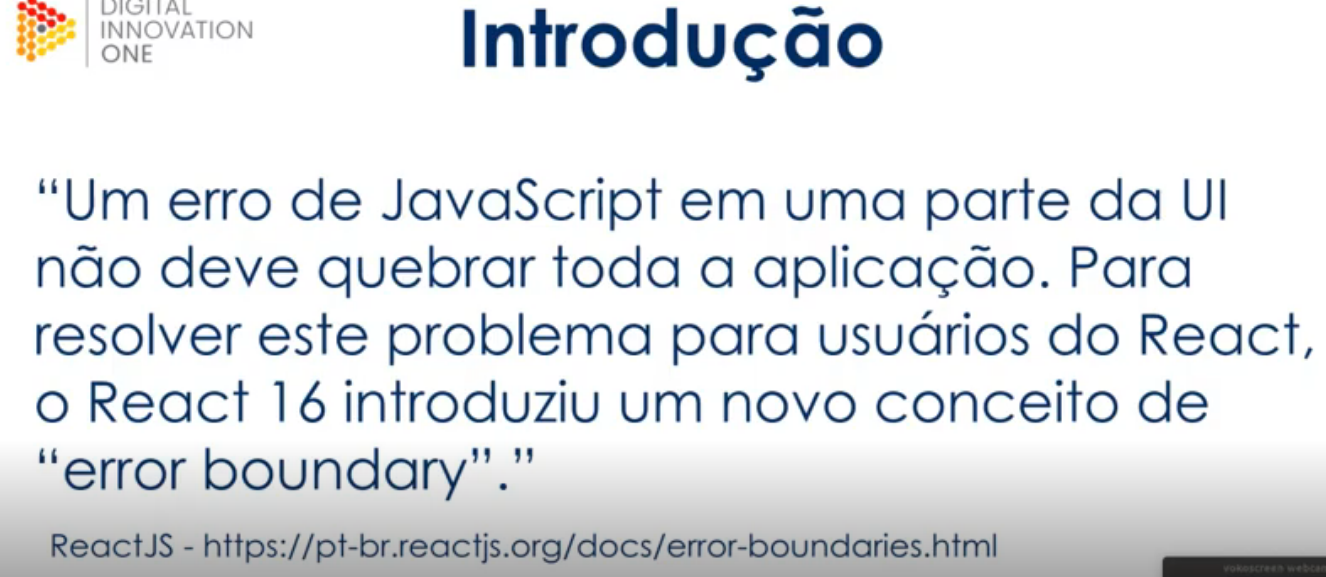 DIGITAL
INNOVATION
ONE
Introdução
“Um erro de JavaScript em uma parte da UI
não deve quebrar toda a aplicação. Para
resolver este problema para usuários do React,
o React 16 introduziu um novo conceito de
“error boundary”.”
ReactJS - https://pt-br.reactjs.org/docs/error-boundaries.html
vokoscreen webcam